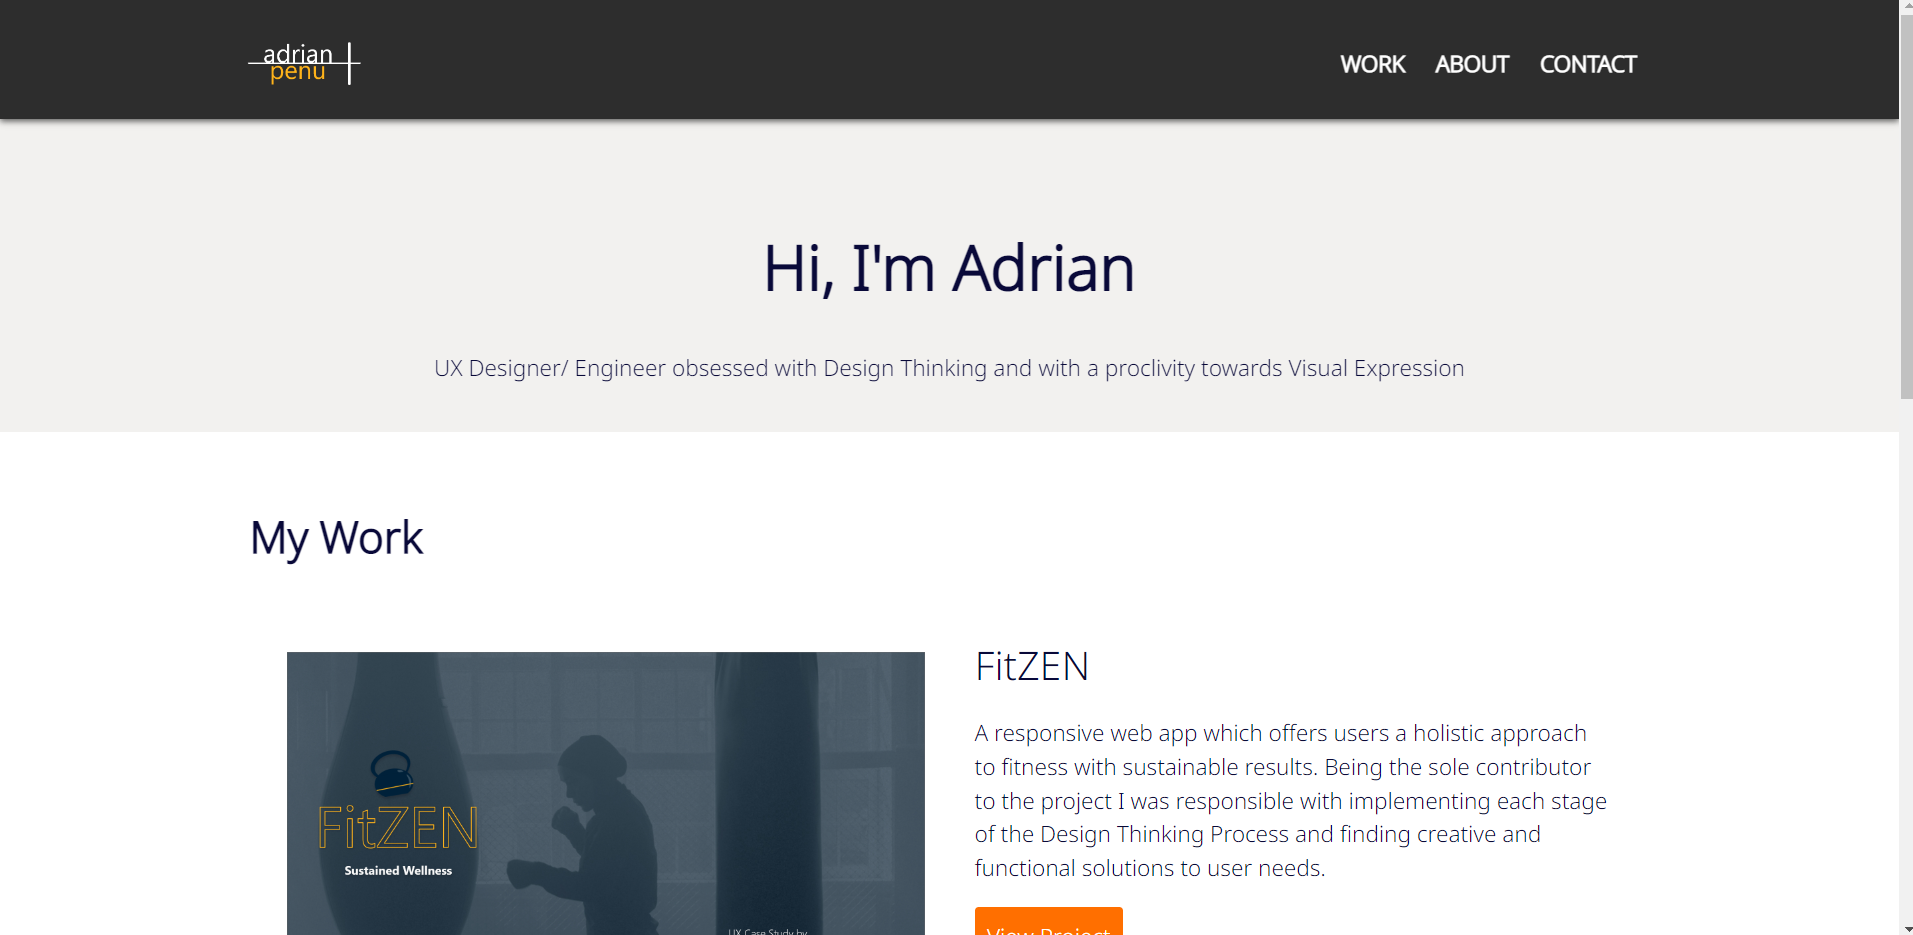 adrian
penu
WORK ABOUT CONTACT
Hi, I'm Adrian
UX Designer/ Engineer obsessed with Design Thinking and with a proclivity towards Visual Expression
My Work
FitZEN
Sustained Wellness
UX Case Study by
FitZEN
A responsive web app which offers users a holistic approach
to fitness with sustainable results. Being the sole contributor
to the project I was responsible with implementing each stage
of the Design Thinking Process and finding creative and
functional solutions to user needs.
View Project